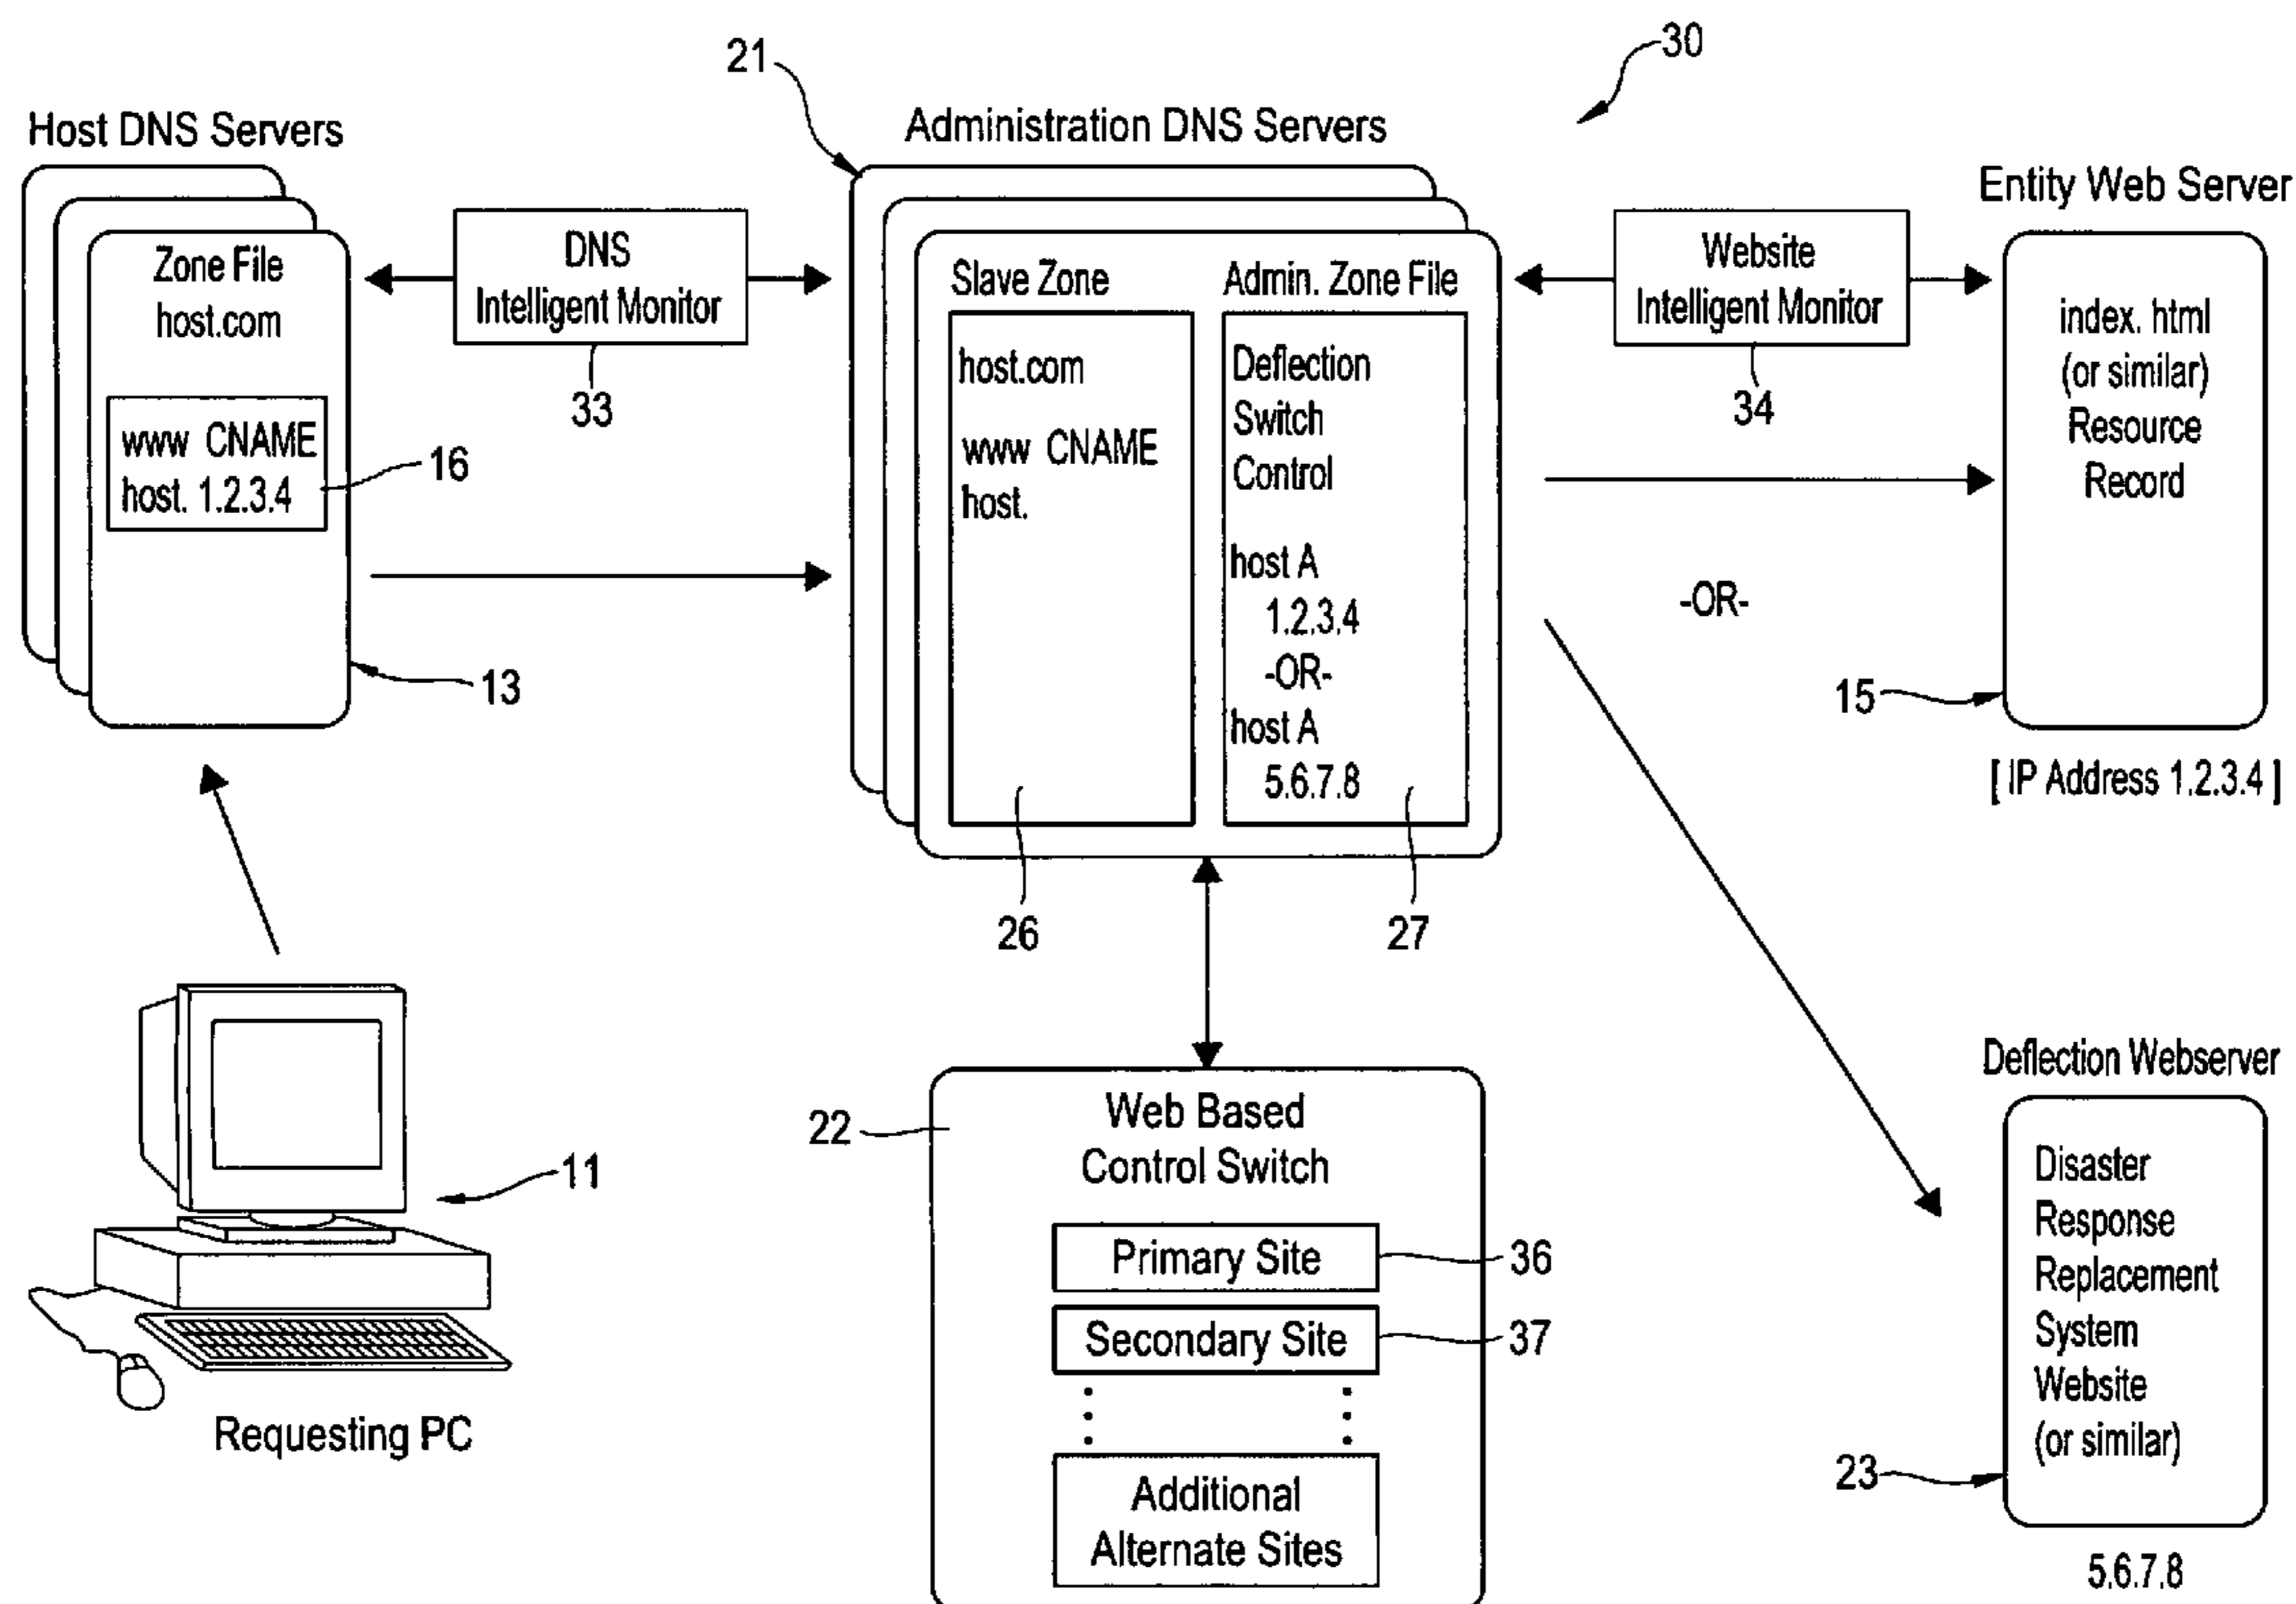 30
21
Host DNS Servers
Administration DNS Servers
Entity Web Server
Zone File
host.com
www CNAME
host. 1.2.3.4
16
13
DNS
Intelligent Monitor
33
Slave Zone
host.com
www CNAME
host.
26
Admin. Zone File
Deflection
Switch
Control
host A
1.2.3.4
-OR-
host A
5.6.7.8
27
Website
Intelligent Monitor
34
index. html
(or similar)
Resource
Record
15
[ IP Address 1.2.3.4 ]
-OR-
11
Requesting PC
22
Web Based
Control Switch
Primary Site
36
Secondary Site
37
Additional
Alternate Sites
Deflection Webserver
Disaster
Response
Replacement
System
Website
(or similar)
23
5.6.7.8